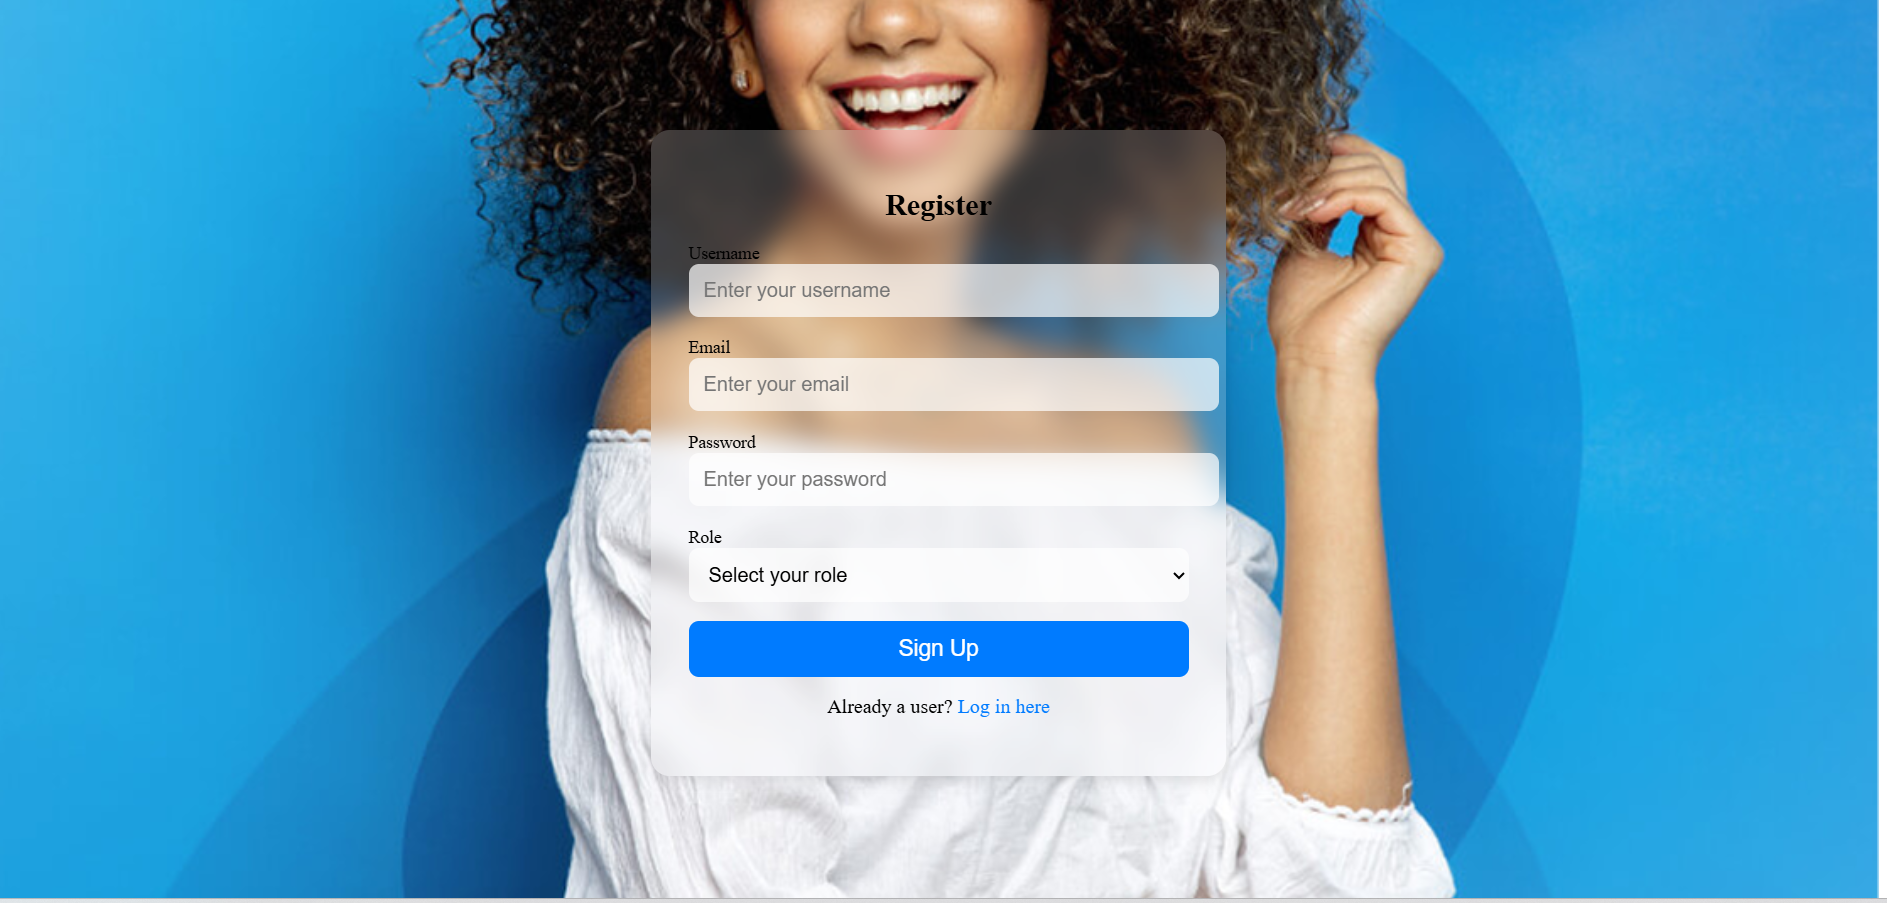 Register
Username
Enter your username
Email
Enter your email
Password
Enter your password
Role
Select your role
Sign Up
Already a user? Log in here